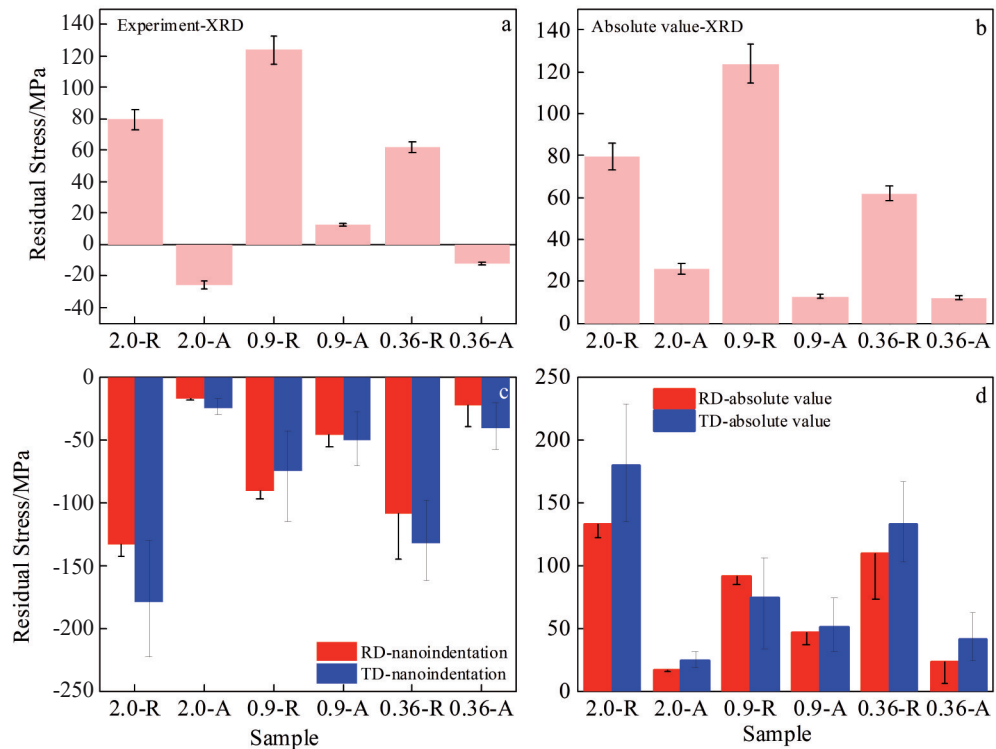 Experiment-XRD
a
Residual Stress/MPa
140
120
100
80
60
40
20
0
-20
-40
2.0-R 2.0-A 0.9-R 0.9-A 0.36-R 0.36-A
Absolute value-XRD
b
140
120
100
80
60
40
20
0
2.0-R 2.0-A 0.9-R 0.9-A 0.36-R 0.36-A
c
Residual Stress/MPa
0
-50
-100
-150
-200
-250
RD-nanoindentation
TD-nanoindentation
2.0-R 2.0-A 0.9-R 0.9-A 0.36-R 0.36-A
Sample
d
RD-absolute value
TD-absolute value
250
200
150
100
50
0
2.0-R 2.0-A 0.9-R 0.9-A 0.36-R 0.36-A
Sample